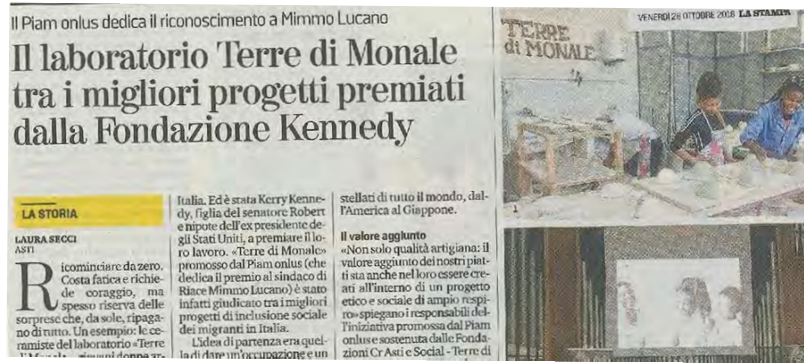 Il Piam onlus dedica il riconoscimento a Mimmo Lucano
Il laboratorio Terre di Monale
tra i migliori progetti premiati
dalla Fondazione Kennedy
LA STORIA
LAURA SECCI
ASTI
Ricominciare da zero.
Costa fatica e richie-
de coraggio, ma
spesso riserva delle
sorprese che, da sole, ripaga-
no di tutto. Un esempio: le ce-
ramiste del laboratorio «Terre
Italia. Ed è stata Kerry Kenne-
dy, figlia del senatore Robert
e nipote dell'ex presidente de-
gli Stati Uniti, a premiare il lo-
ro lavoro. «Terre di Monale»
promosso dal Piam onlus (che
dedica il premio al sindaco di
Riace Mimmo Lucano) è stato
infatti giudicato tra i migliori
progetti di inclusione sociale
dei migranti in Italia.
L'idea di partenza era quel-
la di dare un'occupazione e un
stellati di tutto il mondo, dal-
l'America al Giappone.
Il valore aggiunto
«Non solo qualità artigiana: il
valore aggiunto dei nostri piat-
ti sta anche nel loro essere cre-
ati all'interno di un progetto
etico e sociale di ampio respi-
ro» spiegano i responsabili del-
l'iniziativa promossa dal Piam
onlus e sostenuta dalle Fonda-
zioni Cr Asti e Social - Terre di
VENERDÌ 26 OTTOBRE 2018 LA STAMPA
TERRE
di MONALE
1